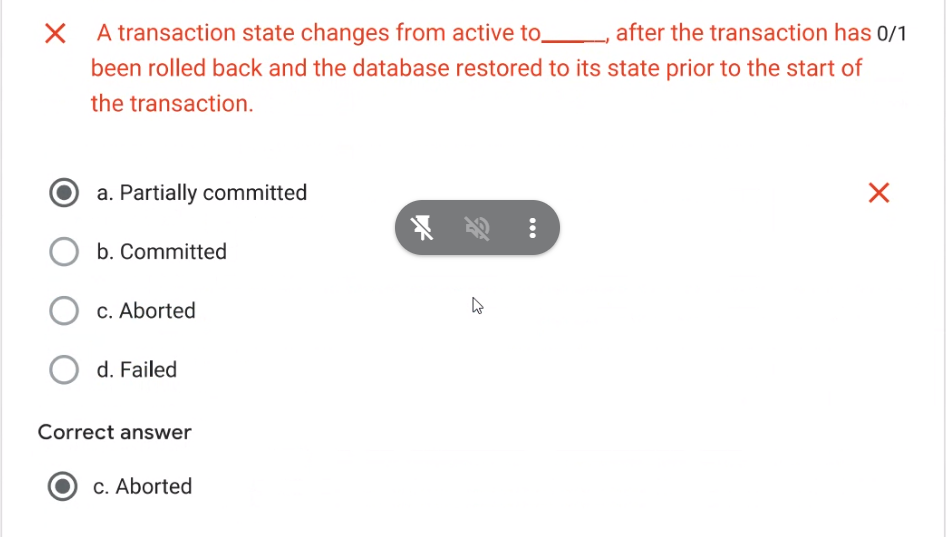 A transaction state changes from active to______, after the transaction has 0/1
been rolled back and the database restored to its state prior to the start of
the transaction.
a. Partially committed
b. Committed
c. Aborted
d. Failed
Correct answer
c. Aborted